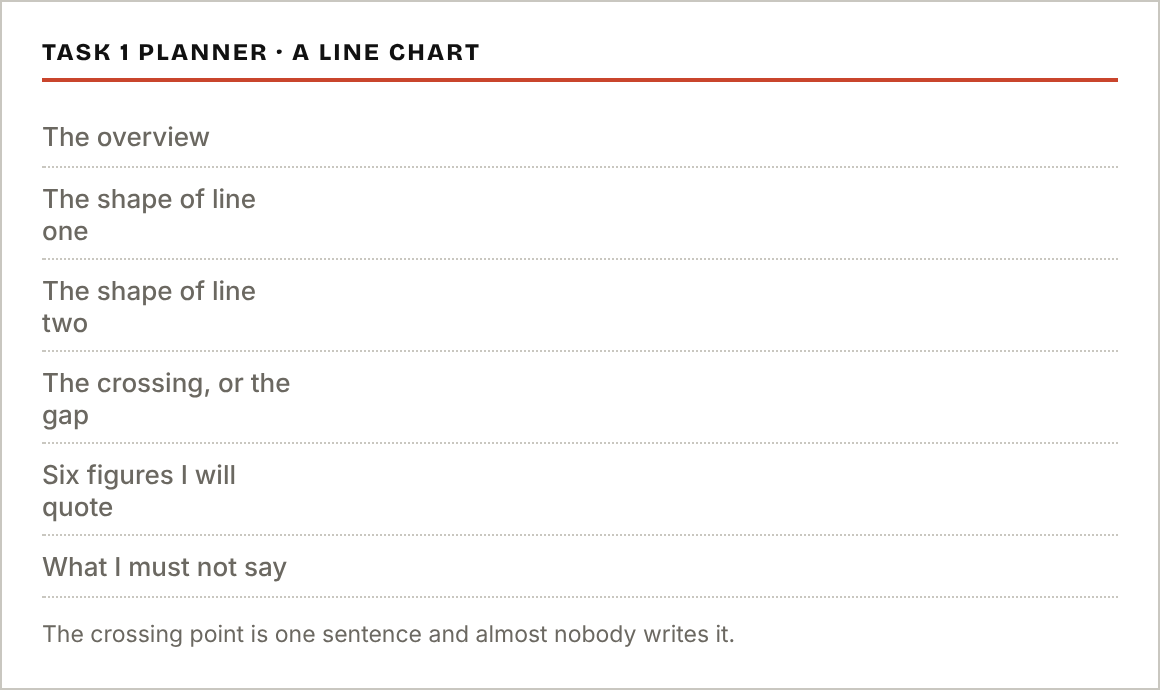 TASK 1 PLANNER · A LINE CHART
The overview
The shape of line
one
The shape of line
two
The crossing, or the
gap
Six figures I will
quote
What I must not say
The crossing point is one sentence and almost nobody writes it.